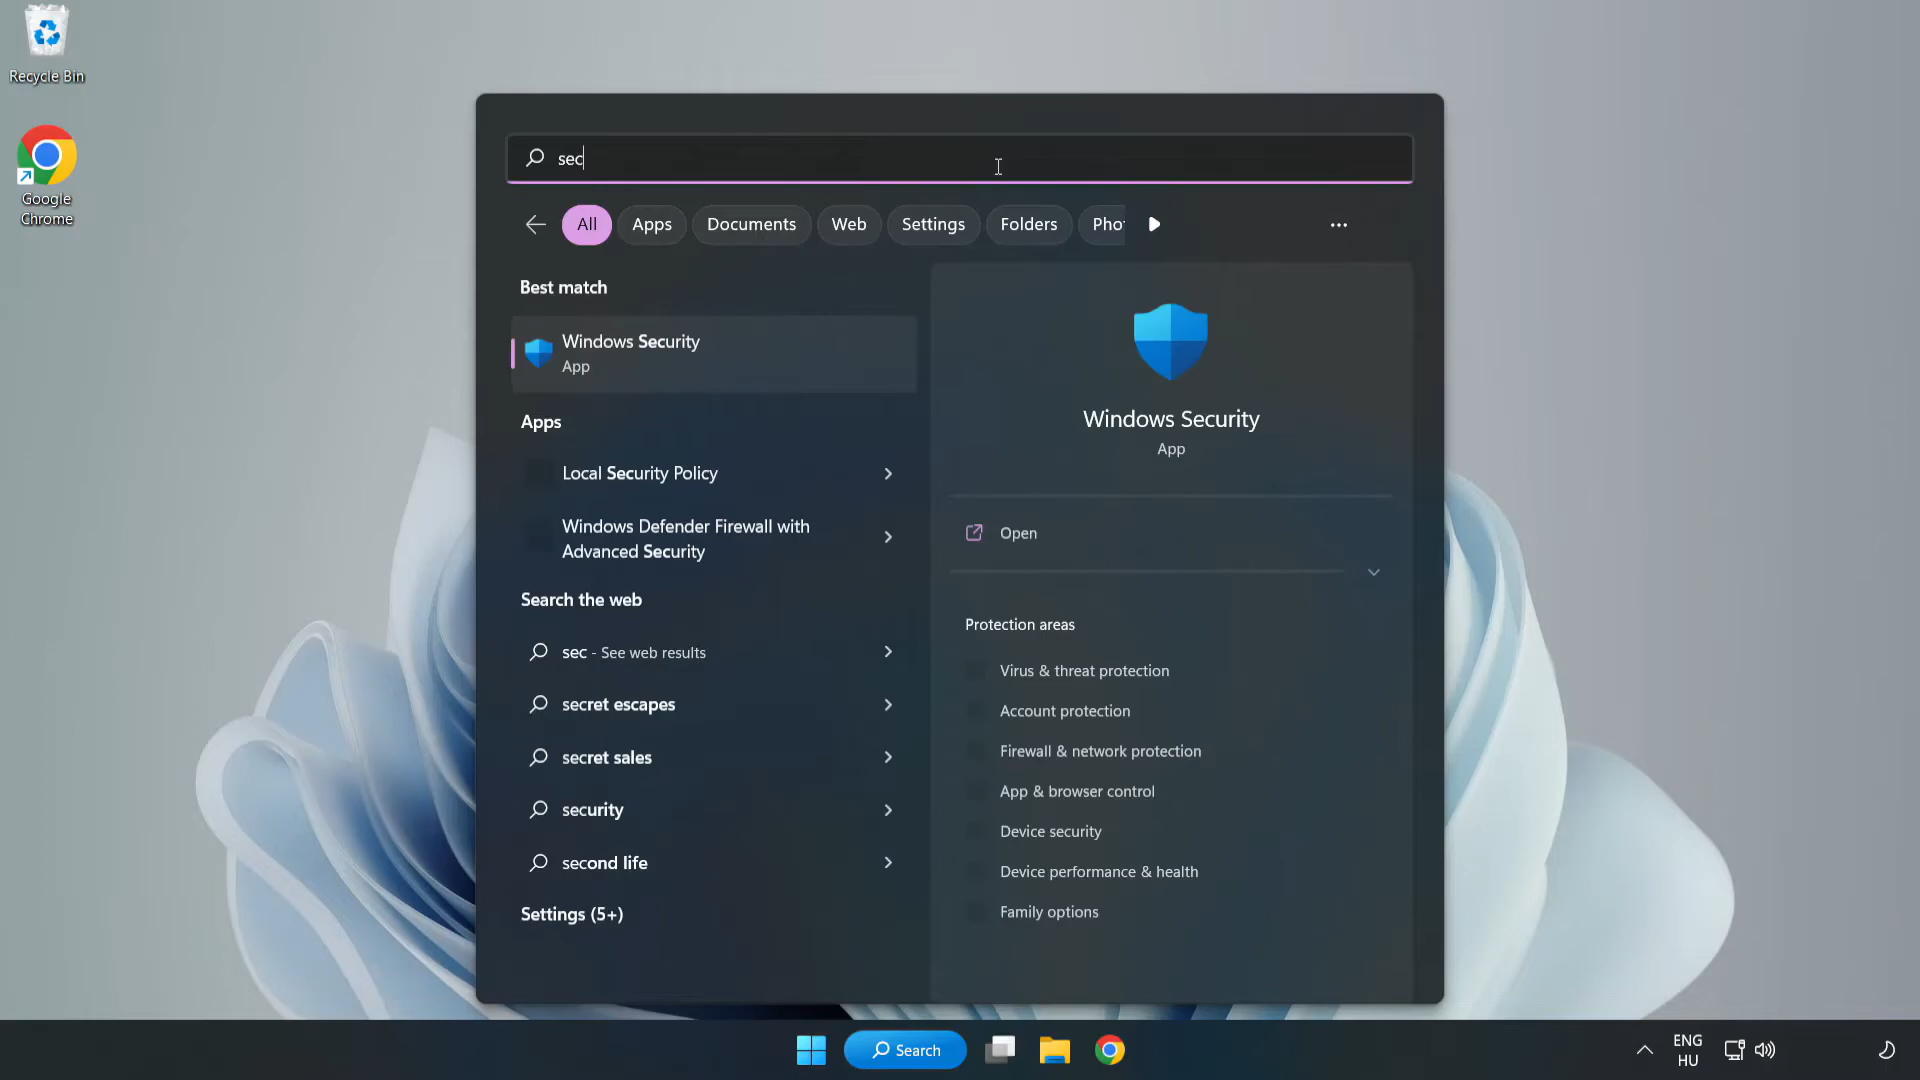 Recycle Bin
Google
Chrome
sec
All
Apps
Documents
Web
Settings
Folders
Pho
Best match
Windows Security
App
Apps
Local Security Policy
Windows Defender Firewall with
Advanced Security
Search the web
sec - See web results
secret escapes
secret sales
security
second life
Settings (5+)
Windows Security
App
Open
Protection areas
Virus & threat protection
Account protection
Firewall & network protection
App & browser control
Device security
Device performance & health
Family options
Search
ENG
HU